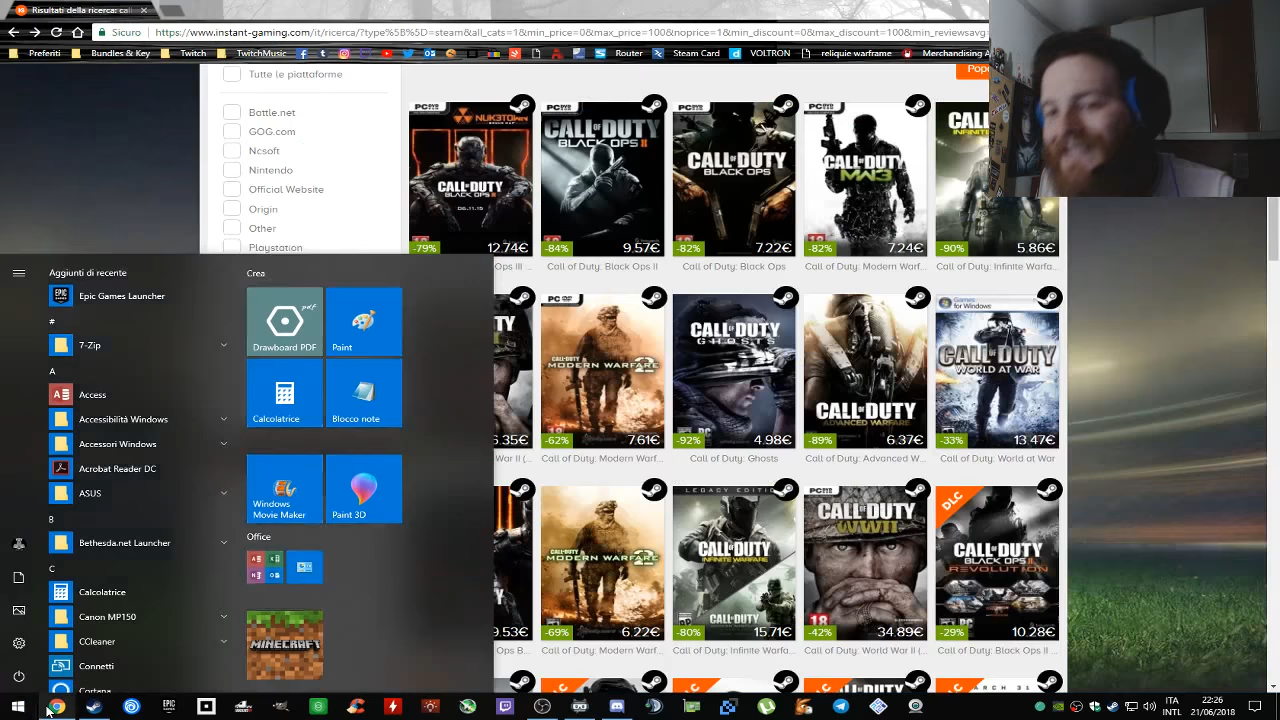 Risultati della ricerca: cal
Sicuro
https://www.instant-gaming.com/it/ricerca/?type%5B%5D=steam&all_cats=1&min_price=0&max_price=100&noprice=1&min_discount=0&max_discount=100&min_reviewsavg
Preferiti
Bundles & Key
Twitch
TwitchMusic
Router
Steam Card
VOLTRON
reliquie warframe
Merchandising A
Tutte le piattaforme
Battle.net
GOG.com
Ncsoft
Nintendo
Official Website
Origin
Other
Playstation
-79% 12.74€
-84% 9.57€
-82% 7.22€
-82% 7.24€
-90% 5.86€
Ops III ...
Call of Duty: Black Ops II
Call of Duty: Black Ops
Call of Duty: Modern Warf...
Call of Duty: Infinite Warfa...
6.35€
-62% 7.61€
-92% 4.98€
-89% 6.37€
-33% 13.47€
War II (...
Call of Duty: Modern Warf...
Call of Duty: Ghosts
Call of Duty: Advanced W...
Call of Duty: World at War
9.53€
-69% 6.22€
-80% 15.71€
-42% 34.89€
-29% 10.28€
Ops B...
Call of Duty: Modern Warf...
Call of Duty: Infinite Warfa...
Call of Duty: World War II (...
Call of Duty: Black Ops II ...
Aggiunti di recente
Epic Games Launcher
#
7-Zip
A
Access
Accessibilità Windows
Accessori Windows
Acrobat Reader DC
ASUS
B
Bethesda.net Launcher
C
Calcolatrice
Canon MP150
CCleaner
Connetti
Cortana
Crea
Drawboard PDF
Paint
Calcolatrice
Blocco note
Windows
Movie Maker
Paint 3D
Office
MINECRAFT
ITA
INTL
22:26
21/06/2018